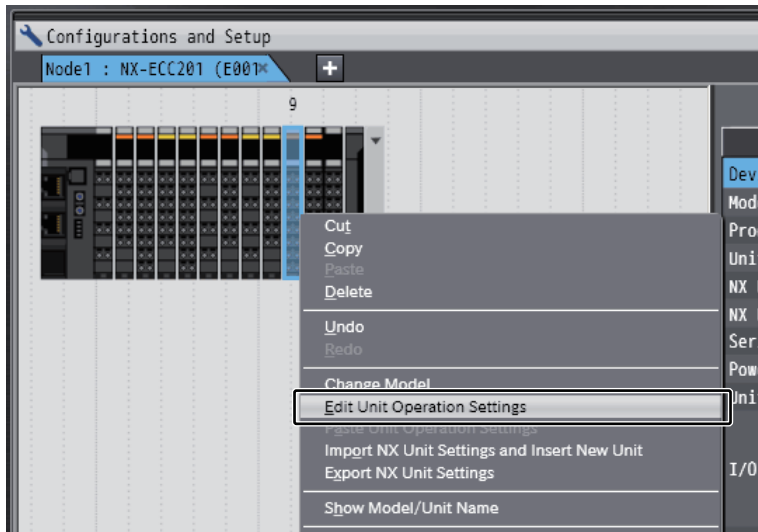 Configurations and Setup
Node1 : NX-ECC201 (E001
9
Cut
Copy
Paste
Delete
Undo
Redo
Change Model
Edit Unit Operation Settings
Paste Unit Operation Settings
Import NX Unit Settings and Insert New Unit
Export NX Unit Settings
Show Model/Unit Name
Dev
Mod
Pro
Uni
NX
NX
Ser
Pow
Uni
I/O